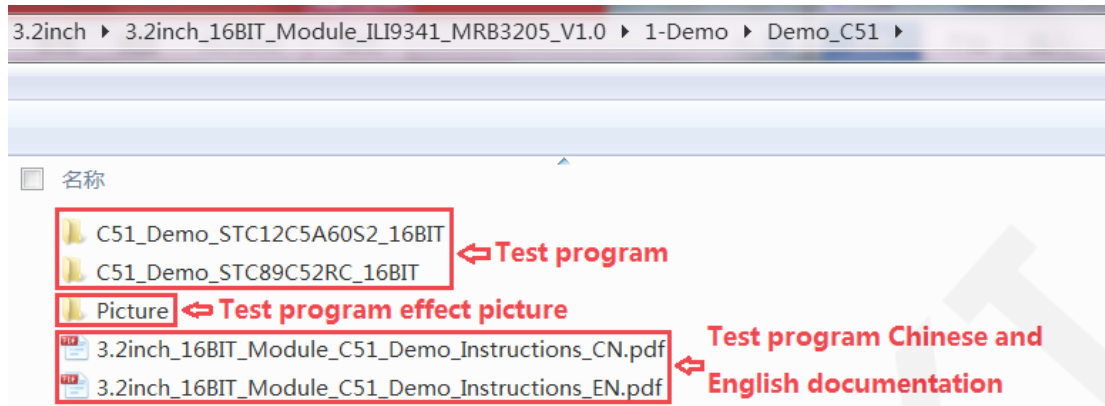 3.2inch ▸ 3.2inch_16BIT_Module_ILI9341_MRB3205_V1.0 ▸ 1-Demo ▸ Demo_C51 ▸
名称
C51_Demo_STC12C5A60S2_16BIT
C51_Demo_STC89C52RC_16BIT
Test program
Picture
Test program effect picture
3.2inch_16BIT_Module_C51_Demo_Instructions_CN.pdf
3.2inch_16BIT_Module_C51_Demo_Instructions_EN.pdf
Test program Chinese and
English documentation